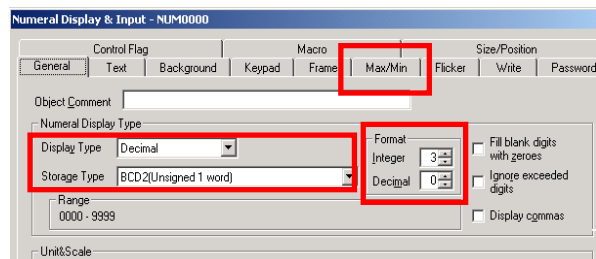 Numeral Display & Input - NUM0000
Control Flag Macro Size/Position
General Text Background Keypad Frame Max/Min Flicker Write Password
Object Comment
Numeral Display Type
Display Type Decimal
Storage Type BCD2(Unsigned 1 word)
Format
Integer 3
Decimal 0
Fill blank digits
with zeroes
Ignore exceeded
digits
Display commas
Range
0000 - 9999
Unit&Scale